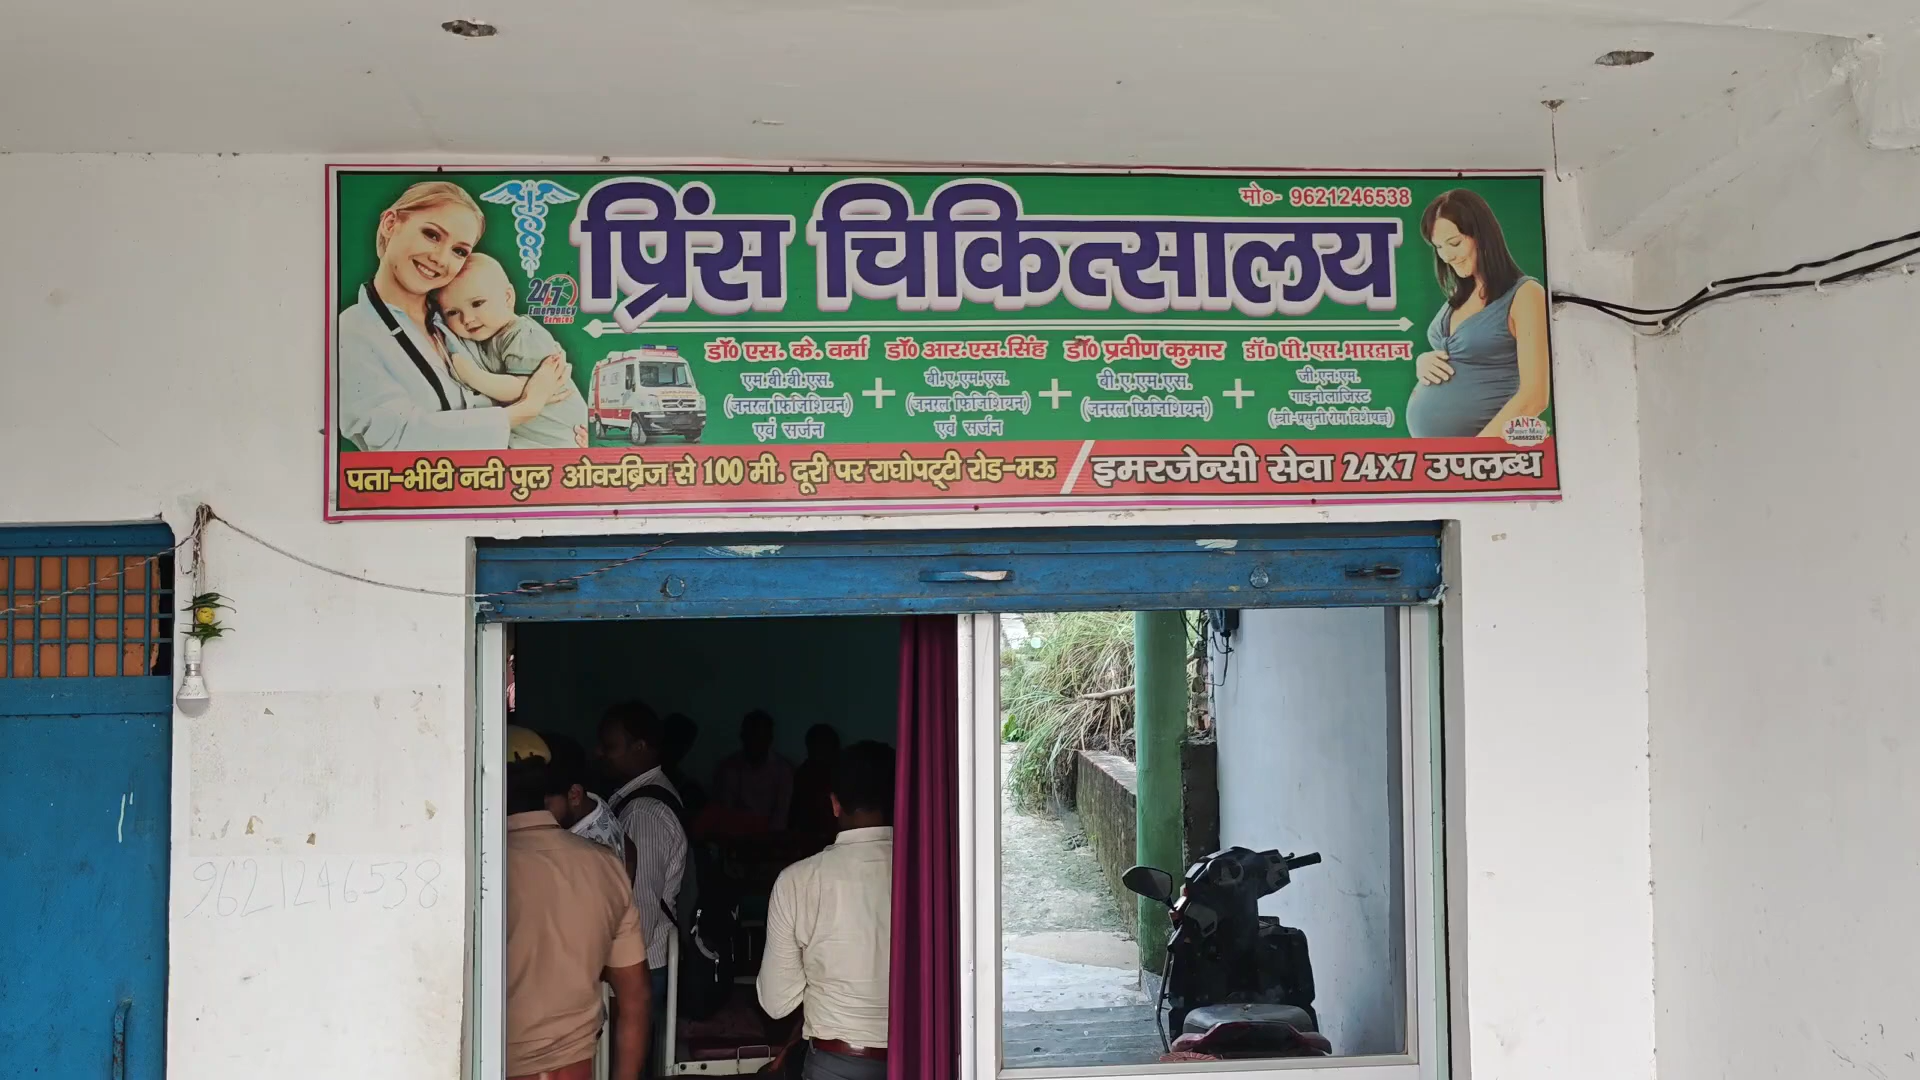 मो०- 9621246538
प्रिंस चिकित्सालय
24x7
Emergency
Services
डॉ० एस. के. वर्मा
एम.बी.बी.एस.
(जनरल फिजिशियन)
एवं सर्जन
डॉ० आर.एस.सिंह
बी.ए.एम.एस.
(जनरल फिजिशियन)
एवं सर्जन
डॉ० प्रवीण कुमार
बी.ए.एम.एस.
(जनरल फिजिशियन)
डॉ० पी.एस.भारद्वाज
जी.एन.एम.
गाइनोलाजिस्ट
(स्त्री-प्रसुती रोग विशेषज्ञ)
JANTA
पता-भीटी नदी पुल ओवरब्रिज से 100 मी. दूरी पर राघोपट्टी रोड-मऊ / इमरजेन्सी सेवा 24X7 उपलब्ध
9621246538